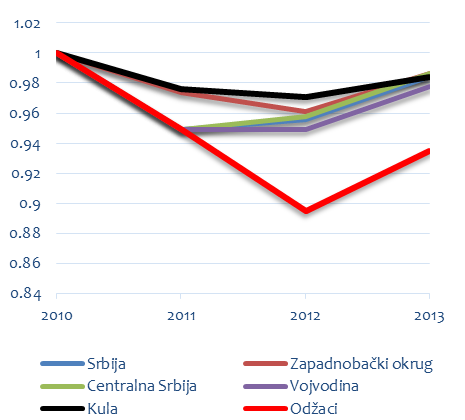 1.02
1
0.98
0.96
0.94
0.92
0.9
0.88
0.86
0.84
2010 2011 2012 2013
Srbija Zapadnobački okrug
Centralna Srbija Vojvodina
Kula Odžaci